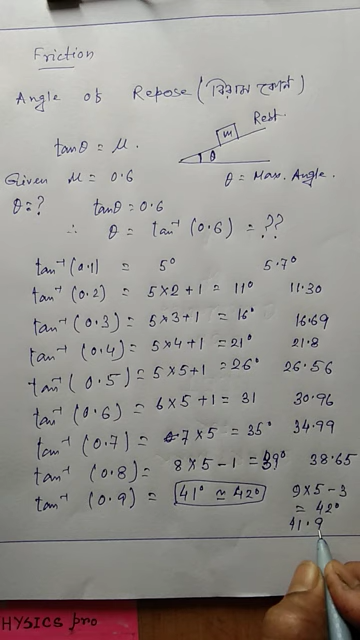 Friction
Angle of Repose (বিরাম কোন)
Rest.
m
θ
tanθ = μ.
Given μ = 0.6
θ = Max. Angle.
θ = ? tanθ = 0.6
∴ θ = tan⁻¹ (0.6) = ??
tan⁻¹ (0.1) = 5° 5.7°
tan⁻¹ (0.2) = 5×2+1 = 11° 11.30
tan⁻¹ (0.3) = 5×3+1 = 16° 16.69
tan⁻¹ (0.4) = 5×4+1 = 21° 21.8
tan⁻¹ (0.5) = 5×5+1 = 26° 26.56
tan⁻¹ (0.6) = 6×5+1 = 31 30.96
tan⁻¹ (0.7) = 7×5 = 35° 34.99
tan⁻¹ (0.8) = 8×5-1 = 39° 38.65
tan⁻¹ (0.9) = 41° ≃ 42° 9×5-3
= 42°
41.9
HYSICS pro